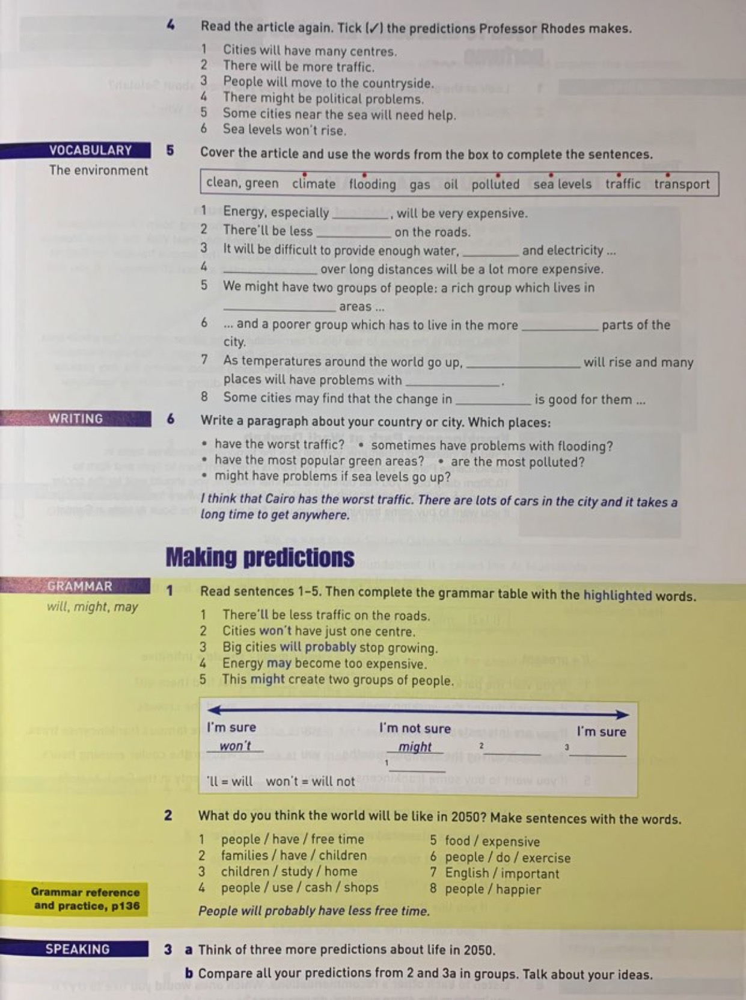 4 Read the article again. Tick (✓) the predictions Professor Rhodes makes.
1 Cities will have many centres.
2 There will be more traffic.
3 People will move to the countryside.
4 There might be political problems.
5 Some cities near the sea will need help.
6 Sea levels won't rise.
VOCABULARY
The environment
5 Cover the article and use the words from the box to complete the sentences.
clean, green climate flooding gas oil polluted sea levels traffic transport
1 Energy, especially ________, will be very expensive.
2 There'll be less ________ on the roads.
3 It will be difficult to provide enough water, ________ and electricity ...
4 ________ over long distances will be a lot more expensive.
5 We might have two groups of people: a rich group which lives in
________ areas ...
6 ... and a poorer group which has to live in the more ________ parts of the
city.
7 As temperatures around the world go up, ________ will rise and many
places will have problems with ________.
8 Some cities may find that the change in ________ is good for them ...
WRITING
6 Write a paragraph about your country or city. Which places:
• have the worst traffic? • sometimes have problems with flooding?
• have the most popular green areas? • are the most polluted?
• might have problems if sea levels go up?
I think that Cairo has the worst traffic. There are lots of cars in the city and it takes a
long time to get anywhere.
Making predictions
GRAMMAR
will, might, may
1 Read sentences 1–5. Then complete the grammar table with the highlighted words.
1 There'll be less traffic on the roads.
2 Cities won't have just one centre.
3 Big cities will probably stop growing.
4 Energy may become too expensive.
5 This might create two groups of people.
I'm sure I'm not sure I'm sure
won't might 2 ________ 3 ________
1 ________
'll = will won't = will not
2 What do you think the world will be like in 2050? Make sentences with the words.
1 people / have / free time
2 families / have / children
3 children / study / home
4 people / use / cash / shops
5 food / expensive
6 people / do / exercise
7 English / important
8 people / happier
People will probably have less free time.
Grammar reference
and practice, p136
SPEAKING
3 a Think of three more predictions about life in 2050.
b Compare all your predictions from 2 and 3a in groups. Talk about your ideas.